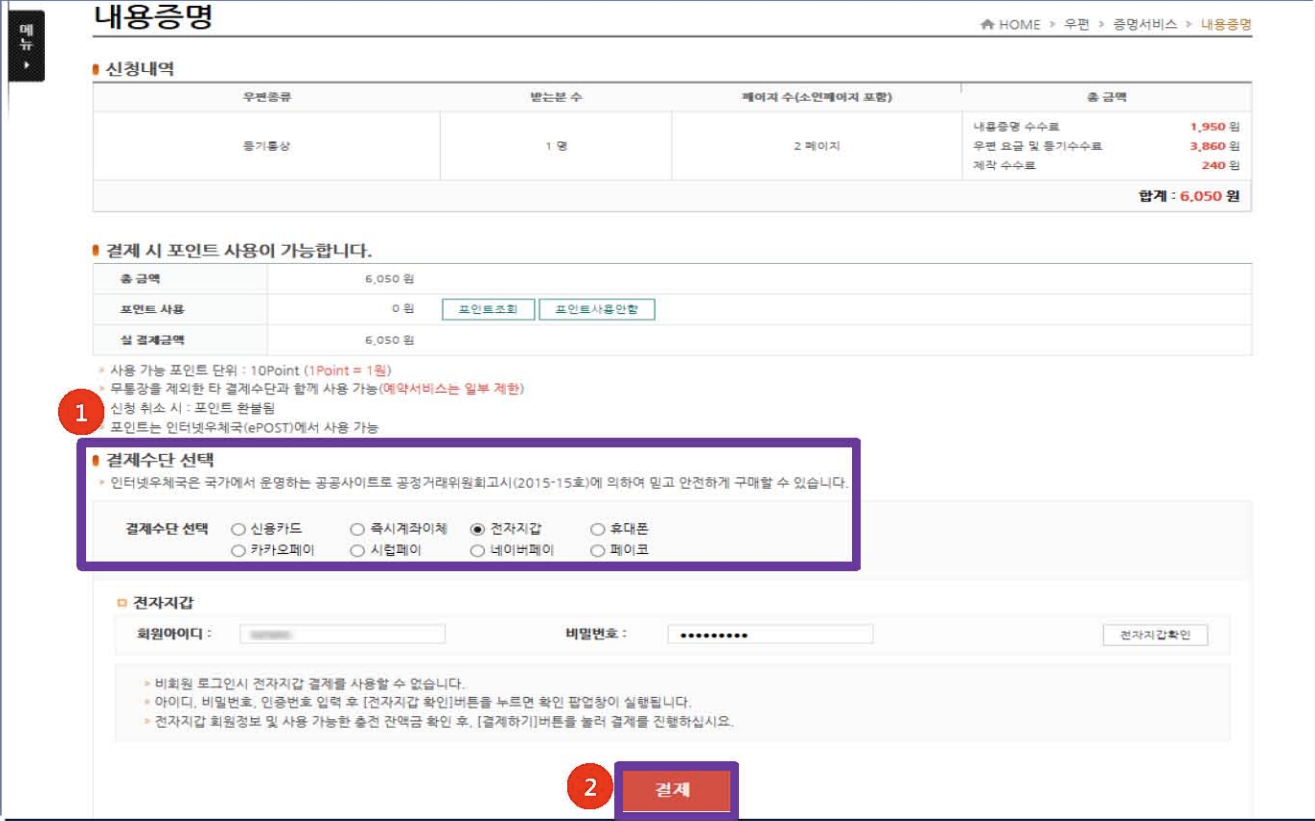 내용증명
HOME > 우편 > 증명서비스 > 내용증명
메뉴
신청내역
우편종류 받는분 수 페이지 수(소인페이지 포함) 총 금액
등기통상 1 명 2 페이지
내용증명 수수료 1,950 원
우편 요금 및 등기수수료 3,860 원
제작 수수료 240 원
합계 : 6,050 원
결제 시 포인트 사용이 가능합니다.
총 금액 6,050 원
포인트 사용 0 원 포인트조회 포인트사용안함
실 결제금액 6,050 원
사용 가능 포인트 단위 : 10Point (1Point = 1원)
무통장을 제외한 타 결제수단과 함께 사용 가능(예약서비스는 일부 제한)
1 신청 취소 시 : 포인트 환불됨
포인트는 인터넷우체국(ePOST)에서 사용 가능
결제수단 선택
인터넷우체국은 국가에서 운영하는 공공사이트로 공정거래위원회고시(2015-15호)에 의하여 믿고 안전하게 구매할 수 있습니다.
결제수단 선택 신용카드 즉시계좌이체 전자지갑 휴대폰
카카오페이 시럽페이 네이버페이 페이코
전자지갑
회원아이디 : 비밀번호 : ●●●●●●●●● 전자지갑확인
비회원 로그인시 전자지갑 결제를 사용할 수 없습니다.
아이디, 비밀번호, 인증번호 입력 후 [전자지갑 확인]버튼을 누르면 확인 팝업창이 실행됩니다.
전자지갑 회원정보 및 사용 가능한 충전 잔액금 확인 후, [결제하기]버튼을 눌러 결제를 진행하십시요.
2 결제